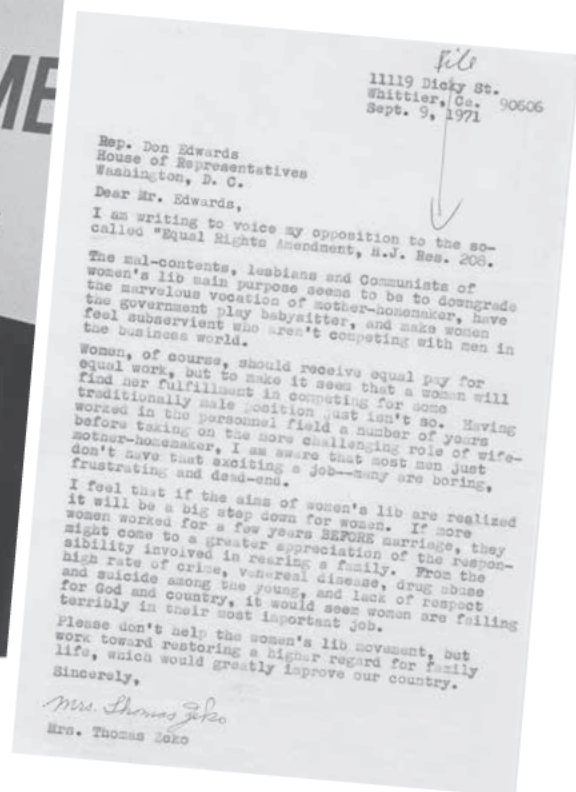 ME
File
11119 Dicky St.
Whittier, Ca. 90606
Sept. 9, 1971
Rep. Don Edwards
House of Representatives
Washington, D. C.
Dear Mr. Edwards,
I am writing to voice my opposition to the so-
called "Equal Rights Amendment, H.J. Res. 208.
The mal-contents, lesbians and Communists of
women's lib main purpose seems to be to downgrade
the marvelous vocation of mother-homemaker, have
the government play babysitter, and make women
feel subservient who aren't competing with men in
the business world.
Women, of course, should receive equal pay for
equal work, but to make it seem that a women will
find her fulfillment in competing for some
traditionally male position just isn't so. Having
worked in the personnel field a number of years
before taking on the more challenging role of wife-
mother-homemaker, I am aware that most men just
don't have that exciting a job--many are boring,
frustrating and dead-end.
I feel that if the aims of women's lib are realized
it will be a big step down for women. If more
women worked for a few years BEFORE marriage, they
might come to a greater appreciation of the respon-
sibility involved in rearing a family. From the
high rate of crime, venereal disease, drug abuse
and suicide among the young, and lack of respect
for God and country, it would seem women are failing
terribly in their most important job.
Please don't help the women's lib movement, but
work toward restoring a higher regard for family
life, which would greatly improve our country.
Sincerely,
Mrs. Thomas Zeko
Mrs. Thomas Zeko